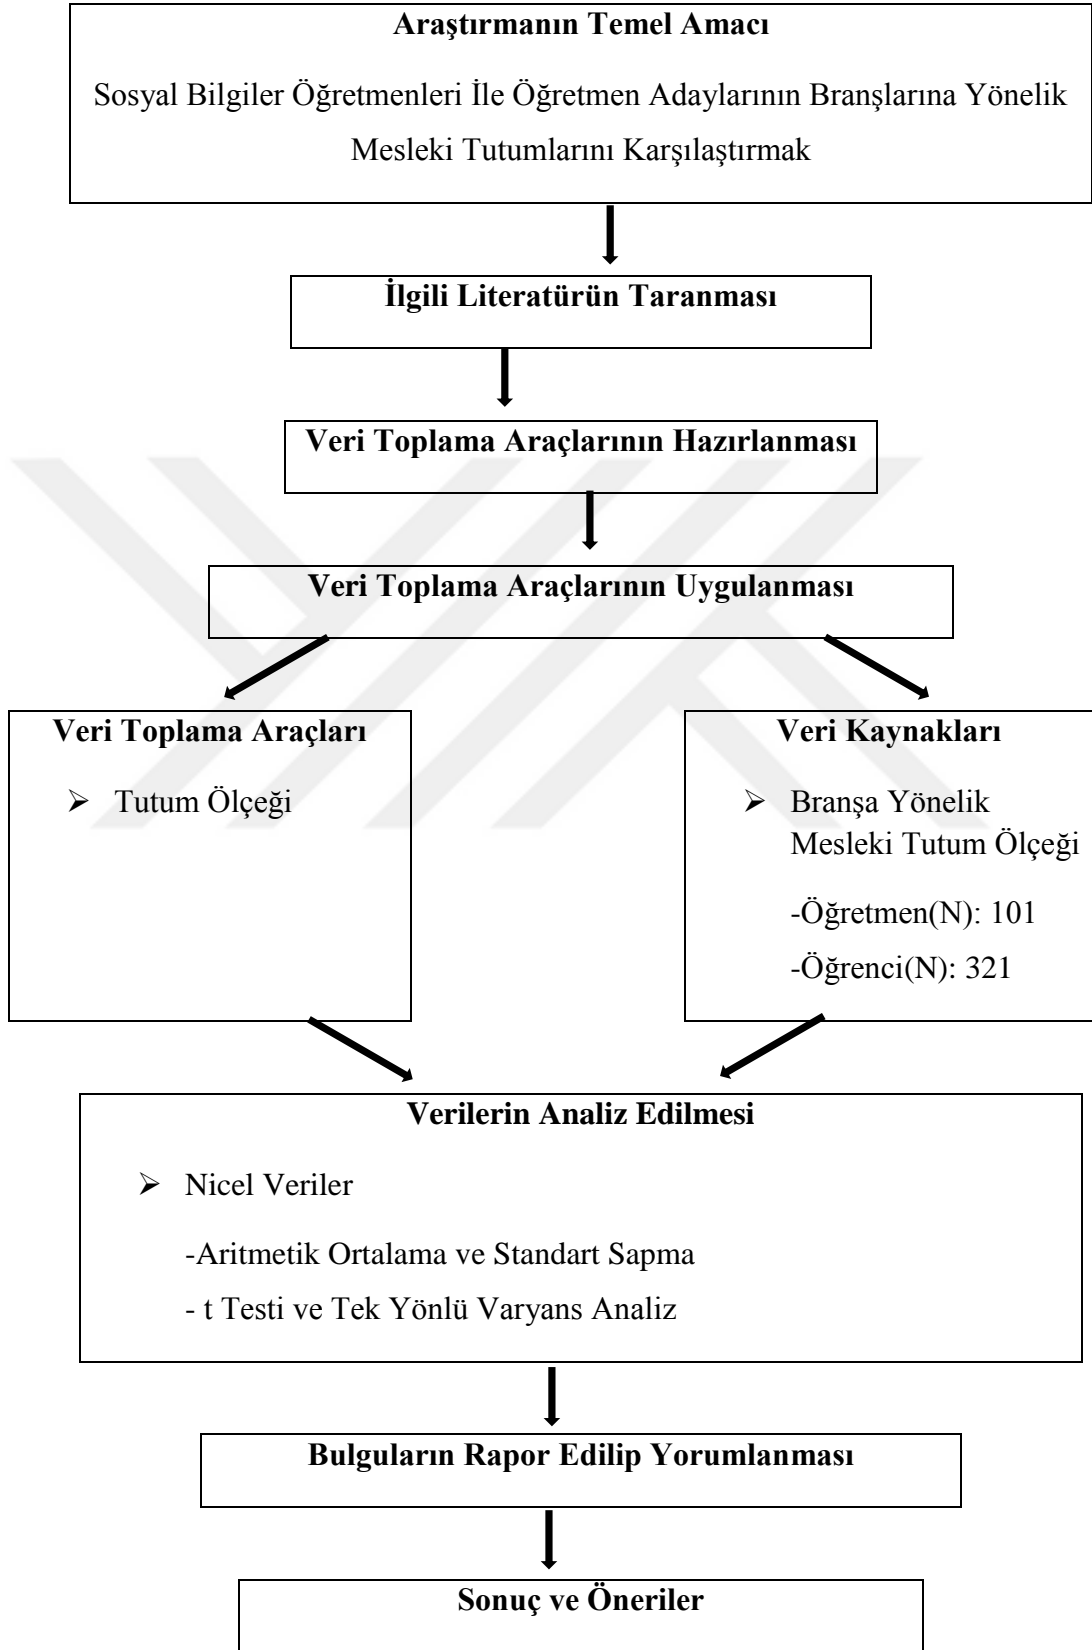 Araştırmanın Temel Amacı
Sosyal Bilgiler Öğretmenleri İle Öğretmen Adaylarının Branşlarına Yönelik
Mesleki Tutumlarını Karşılaştırmak
İlgili Literatürün Taranması
Veri Toplama Araçlarının Hazırlanması
Veri Toplama Araçlarının Uygulanması
Veri Toplama Araçları
➢ Tutum Ölçeği
Veri Kaynakları
➢ Branşa Yönelik
Mesleki Tutum Ölçeği
-Öğretmen(N): 101
-Öğrenci(N): 321
Verilerin Analiz Edilmesi
➢ Nicel Veriler
-Aritmetik Ortalama ve Standart Sapma
- t Testi ve Tek Yönlü Varyans Analiz
Bulguların Rapor Edilip Yorumlanması
Sonuç ve Öneriler